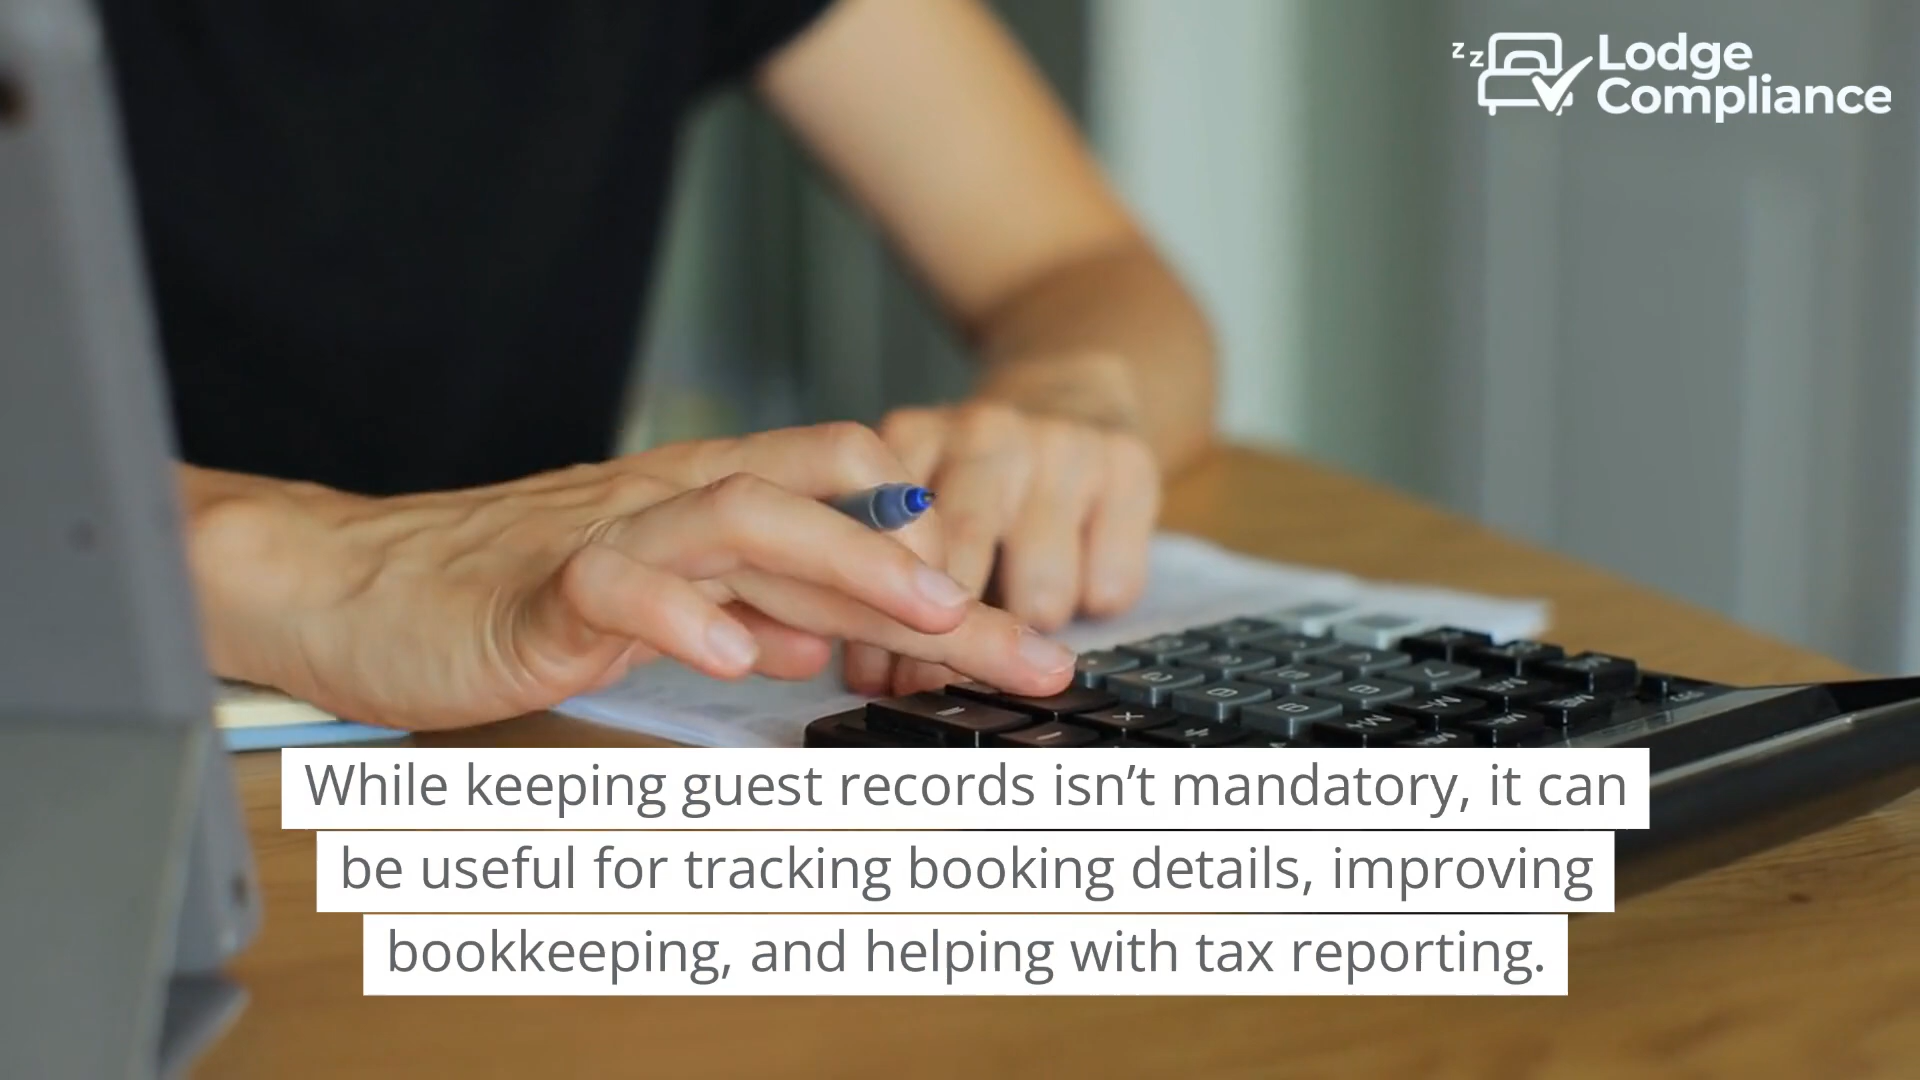 z z
Lodge
Compliance
While keeping guest records isn’t mandatory, it can
be useful for tracking booking details, improving
bookkeeping, and helping with tax reporting.